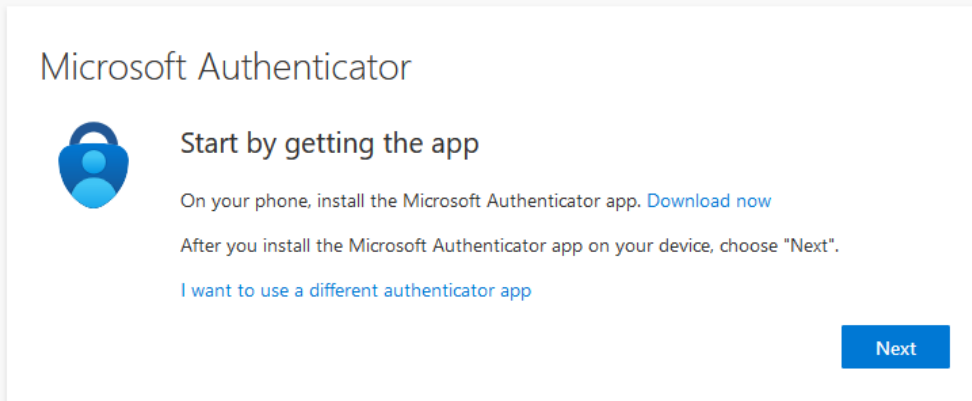 Microsoft Authenticator
Start by getting the app
On your phone, install the Microsoft Authenticator app. Download now
After you install the Microsoft Authenticator app on your device, choose "Next".
I want to use a different authenticator app
Next